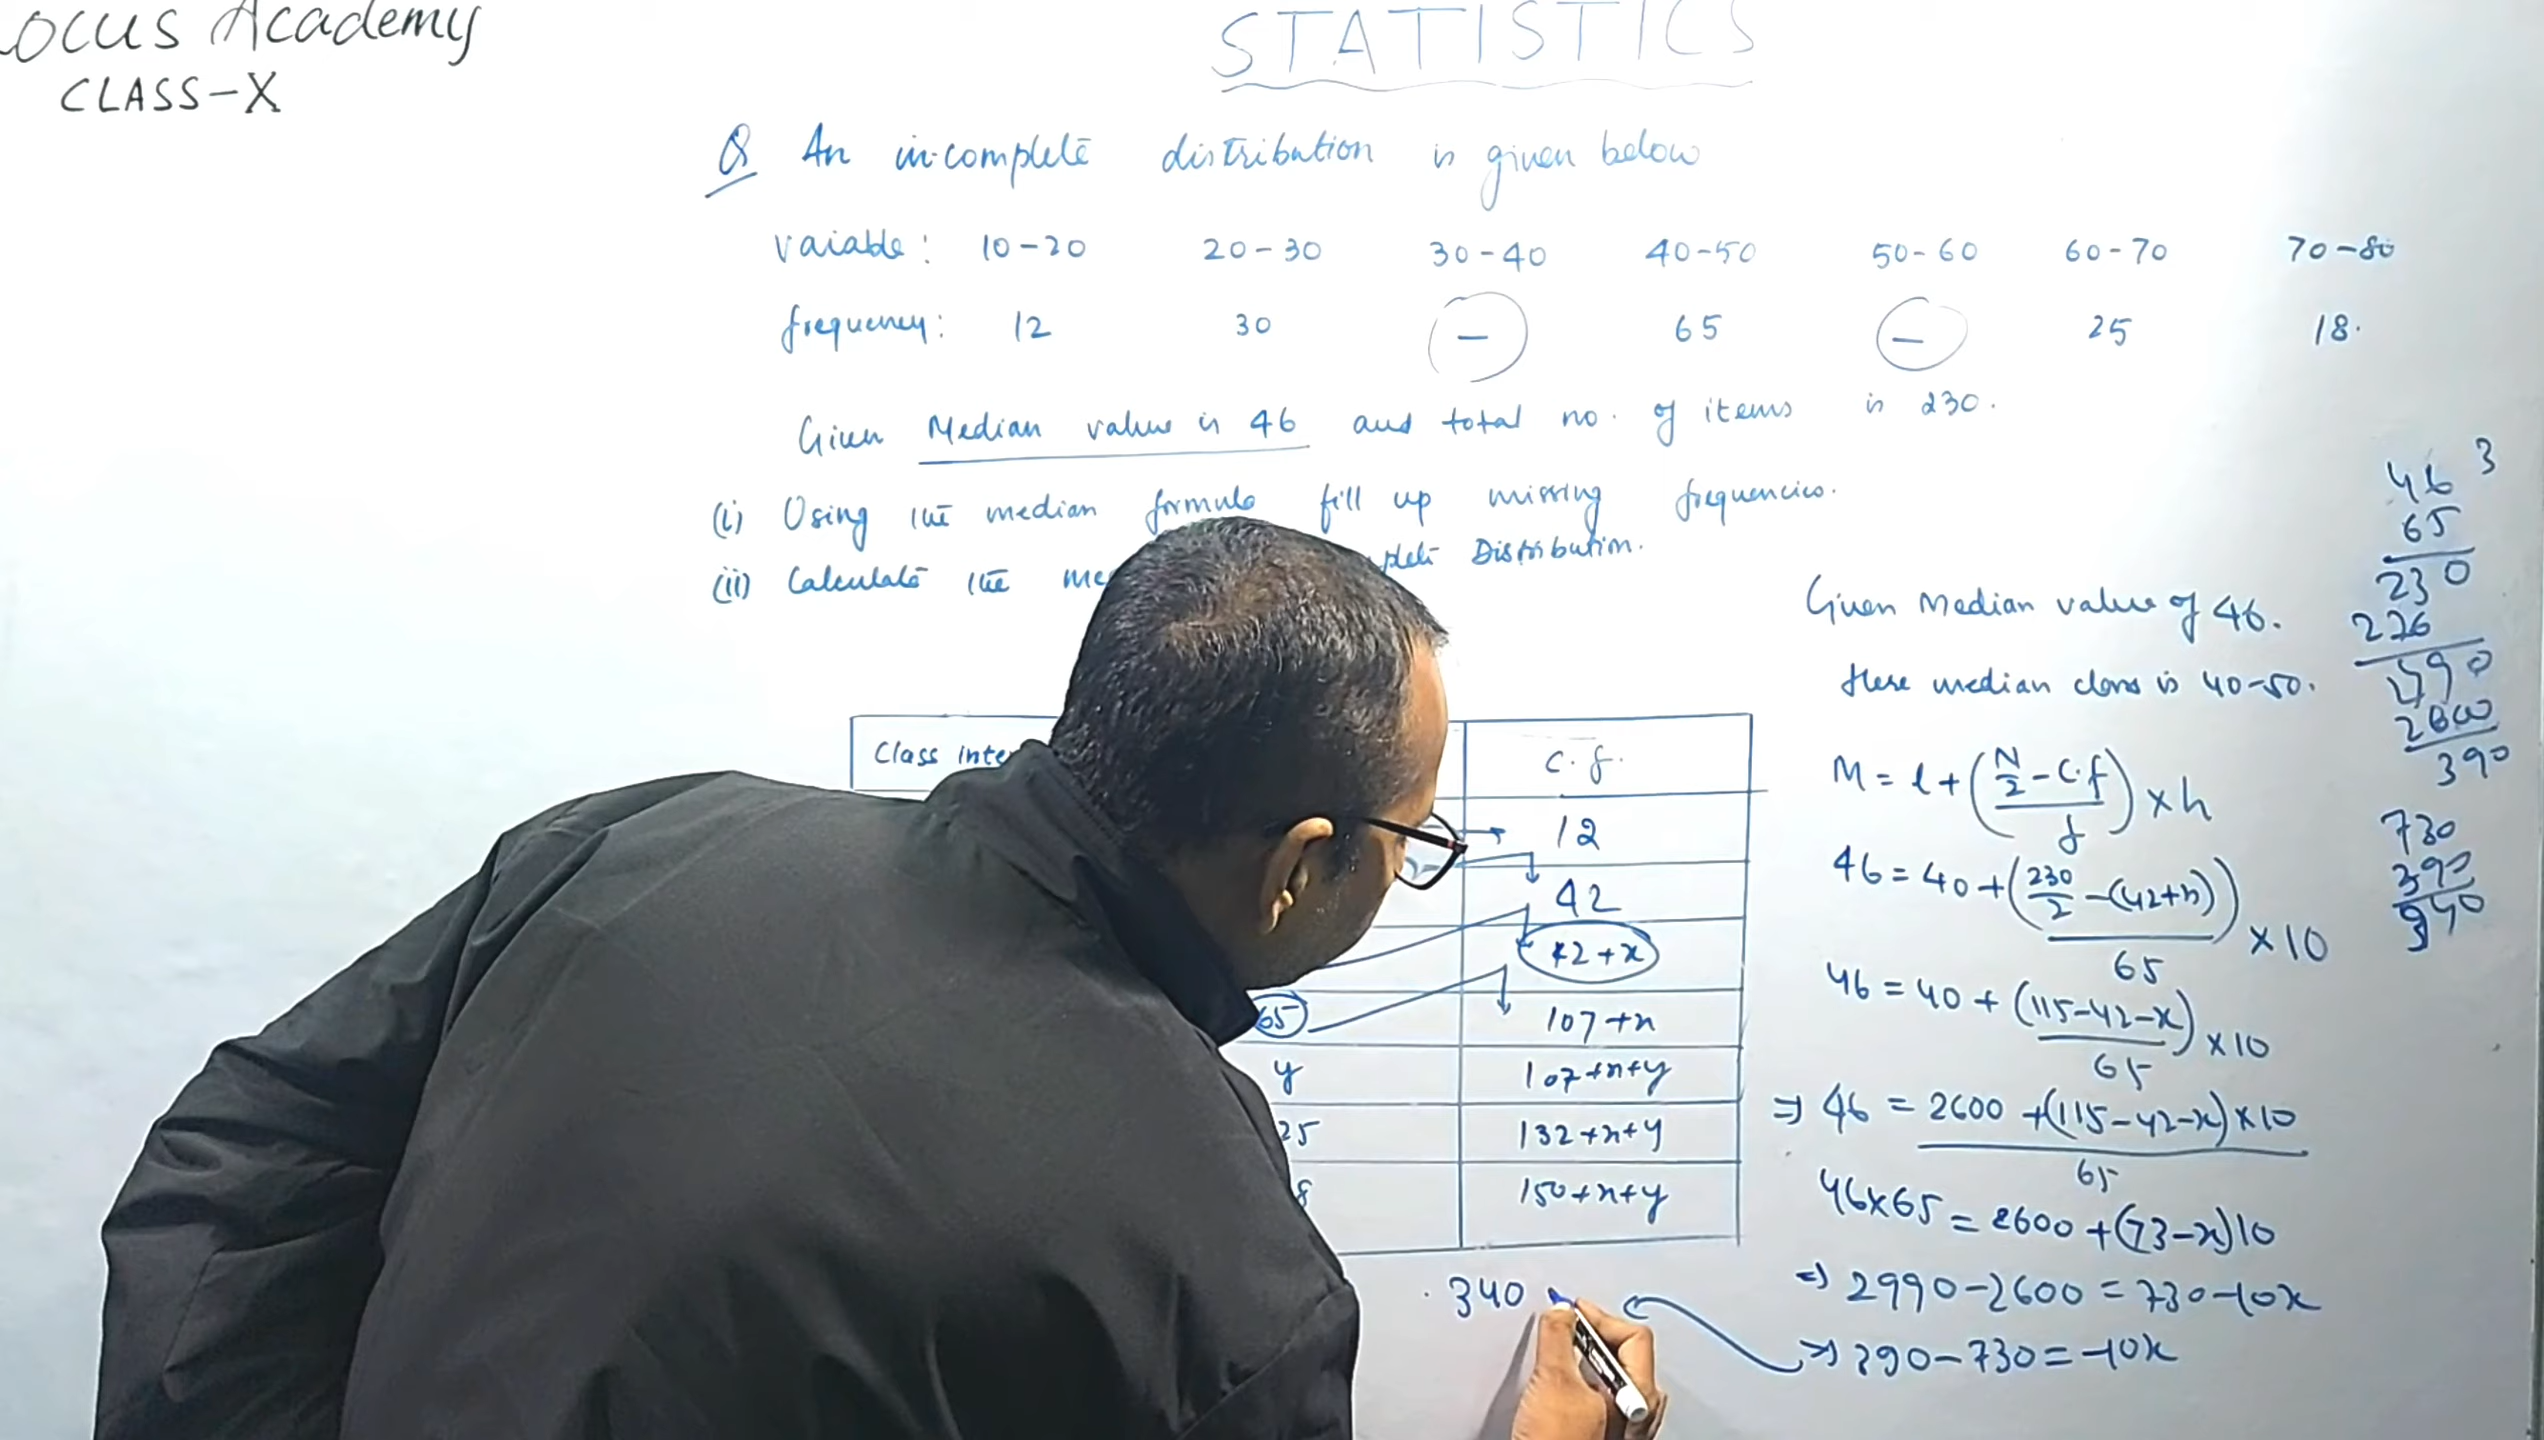 ocus Academy
CLASS-X
STATISTICS
Q An incomplete distribution is given below
vaiable: 10-20 20-30 30-40 40-50 50-60 60-70 70-80
frequency: 12 30 - 65 - 25 18.
Given Median value is 46 and total no. of items is 230.
(i) Using the median formula fill up missing frequencies.
(ii) Calculate the me plete Distribution.
Class inte
C.f.
12
42
42+x
65 107+x
y 107+x+y
25 132+x+y
8 150+x+y
340
Given Median value of 46.
Here median class is 40-50.
M = l + (N/2 - C.f / f) × h
46 = 40 + (230/2 - (42+x) / 65) × 10
46 = 40 + (115-42-x / 65) × 10
⇒ 46 = 2600 + (115-42-x)×10 / 65
46×65 = 2600 + (73-x)10
⇒ 2990-2600 = 730-10x
⇒ 390-730 = -10x
46 3
65
230
276
2600
390
730
390
340